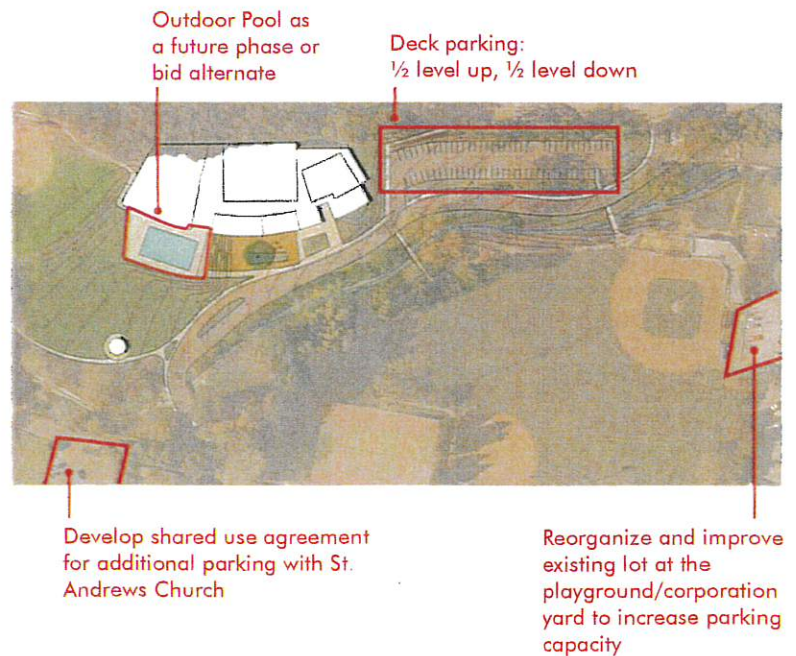 Outdoor Pool as
a future phase or
bid alternate
Deck parking:
½ level up, ½ level down
Develop shared use agreement
for additional parking with St.
Andrews Church
Reorganize and improve
existing lot at the
playground/corporation
yard to increase parking
capacity